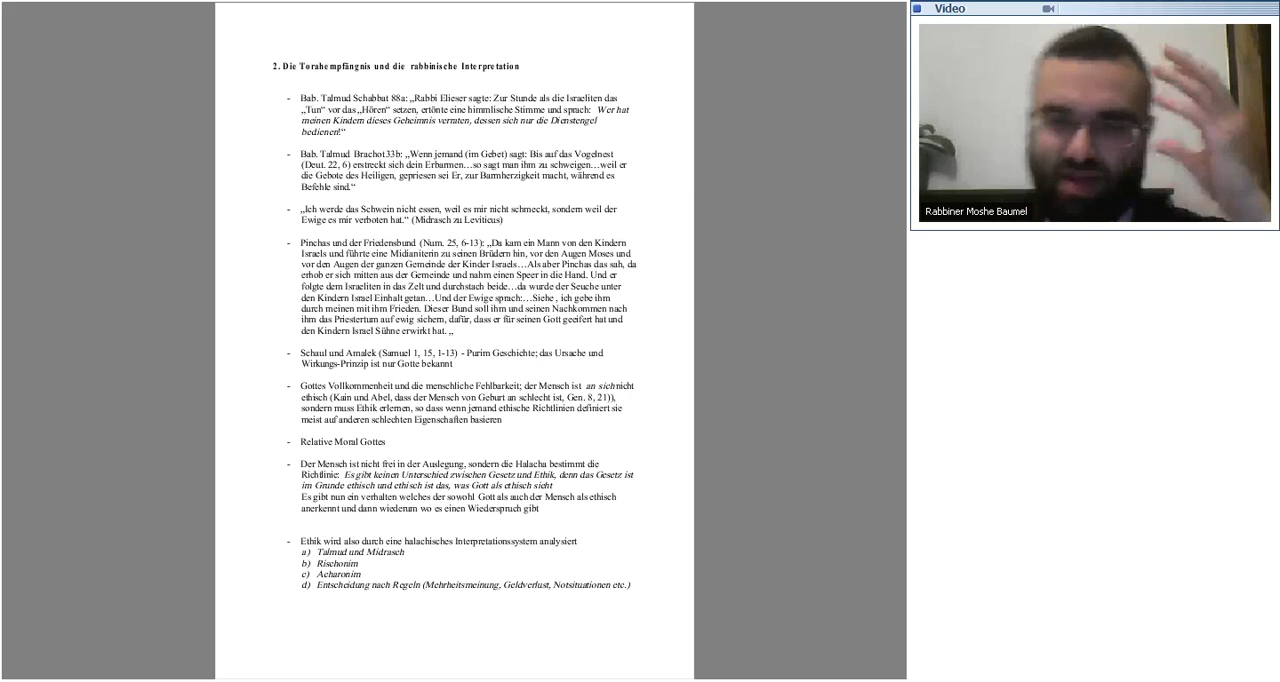 Video
Rabbiner Moshe Baumel
2. Die Torahempfängnis und die rabbinische Interpretation
- Bab. Talmud Schabbat 88a: „Rabbi Elieser sagte: Zur Stunde als die Israeliten das
„Tun“ vor das „Hören“ setzen, ertönte eine himmlische Stimme und sprach: Wer hat
meinen Kindern dieses Geheimnis verraten, dessen sich nur die Dienstengel
bedienen!“
- Bab. Talmud Brachot33b: „Wenn jemand (im Gebet) sagt: Bis auf das Vogelnest
(Deut. 22, 6) erstreckt sich dein Erbarmen…so sagt man ihm zu schweigen…weil er
die Gebote des Heiligen, gepriesen sei Er, zur Barmherzigkeit macht, während es
Befehle sind.“
- „Ich werde das Schwein nicht essen, weil es mir nicht schmeckt, sondern weil der
Ewige es mir verboten hat.“ (Midrasch zu Leviticus)
- Pinchas und der Friedensbund (Num. 25, 6-13): „Da kam ein Mann von den Kindern
Israels und führte eine Midianiterin zu seinen Brüdern hin, vor den Augen Moses und
vor den Augen der ganzen Gemeinde der Kinder Israels…Als aber Pinchas das sah, da
erhob er sich mitten aus der Gemeinde und nahm einen Speer in die Hand. Und er
folgte dem Israeliten in das Zelt und durchstach beide…da wurde der Seuche unter
den Kindern Israel Einhalt getan…Und der Ewige sprach:…Siehe , ich gebe ihm
durch meinen mit ihm Frieden. Dieser Bund soll ihm und seinen Nachkommen nach
ihm das Priestertum auf ewig sichern, dafür, dass er für seinen Gott geeifert hat und
den Kindern Israel Sühne erwirkt hat. „
- Schaul und Amalek (Samuel 1, 15, 1-13) - Purim Geschichte; das Ursache und
Wirkungs-Prinzip ist nur Gotte bekannt
- Gottes Vollkommenheit und die menschliche Fehlbarkeit; der Mensch ist an sich nicht
ethisch (Kain und Abel, dass der Mensch von Geburt an schlecht ist, Gen. 8, 21)),
sondern muss Ethik erlernen, so dass wenn jemand ethische Richtlinien definiert sie
meist auf anderen schlechten Eigenschaften basieren
- Relative Moral Gottes
- Der Mensch ist nicht frei in der Auslegung, sondern die Halacha bestimmt die
Richtlinie: Es gibt keinen Unterschied zwischen Gesetz und Ethik, denn das Gesetz ist
im Grunde ethisch und ethisch ist das, was Gott als ethisch sieht
Es gibt nun ein verhalten welches der sowohl Gott als auch der Mensch als ethisch
anerkennt und dann wiederum wo es einen Wiederspruch gibt
- Ethik wird also durch eine halachisches Interpretationssystem analysiert
a) Talmud und Midrasch
b) Rischonim
c) Acharonim
d) Entscheidung nach Regeln (Mehrheitsmeinung, Geldverlust, Notsituationen etc.)